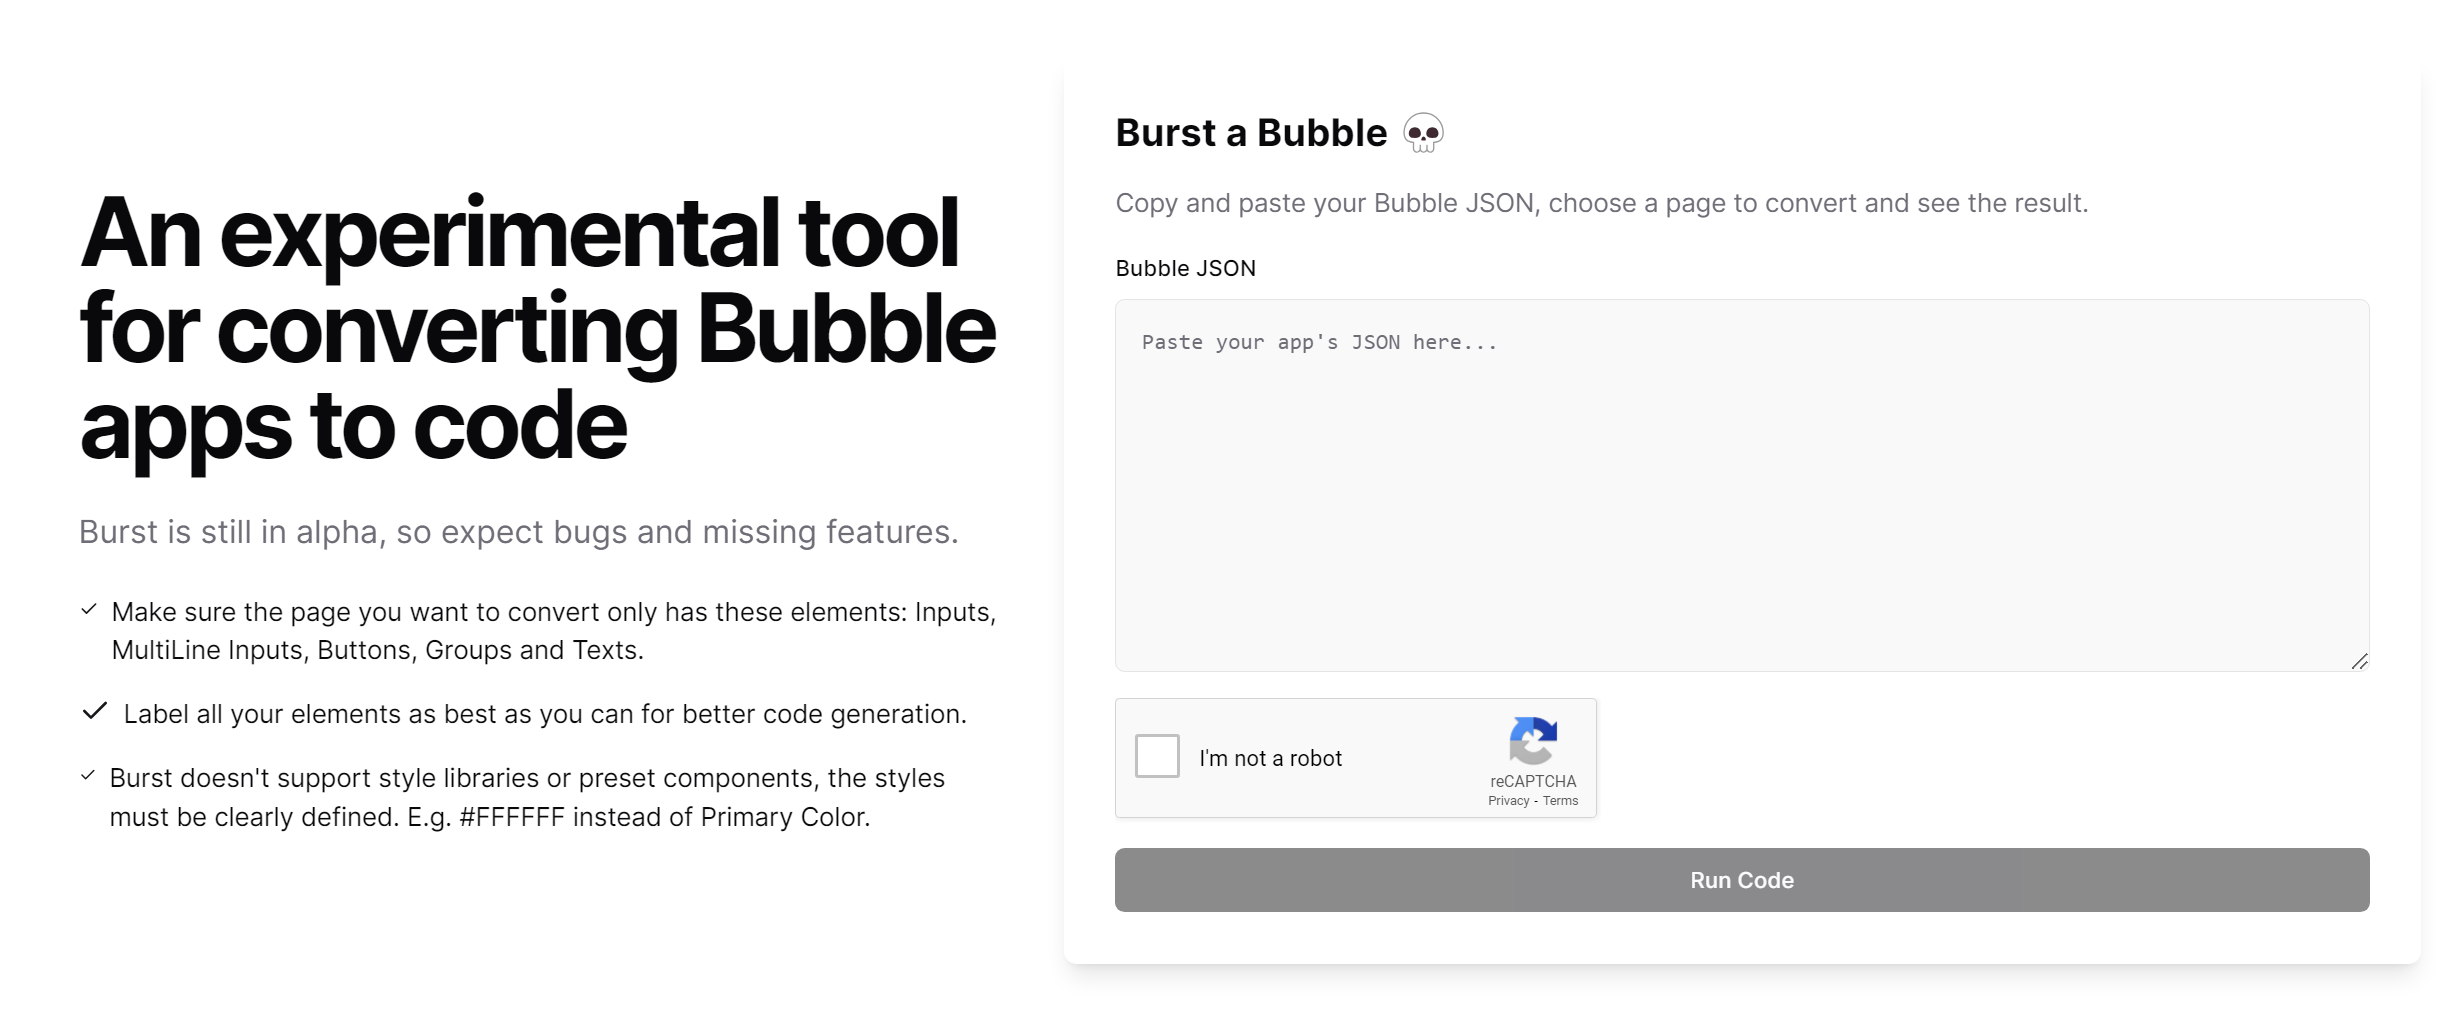 An experimental tool
for converting Bubble
apps to code
Burst is still in alpha, so expect bugs and missing features.
Make sure the page you want to convert only has these elements: Inputs,
MultiLine Inputs, Buttons, Groups and Texts.
Label all your elements as best as you can for better code generation.
Burst doesn't support style libraries or preset components, the styles
must be clearly defined. E.g. #FFFFFF instead of Primary Color.
Burst a Bubble 💀
Copy and paste your Bubble JSON, choose a page to convert and see the result.
Bubble JSON
Paste your app's JSON here...
I'm not a robot
reCAPTCHA
Privacy - Terms
Run Code